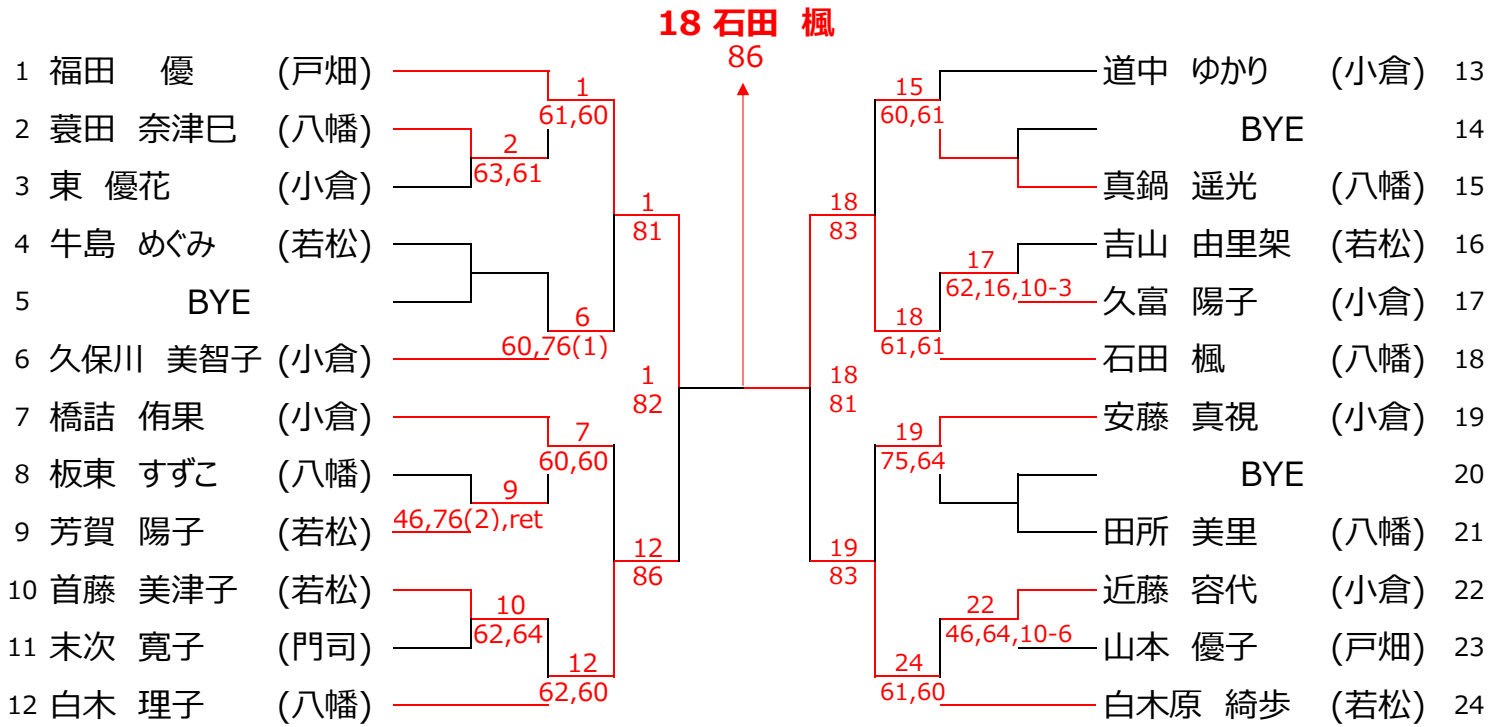 18 石田 楓
86
1 福田 優 (戸畑)
2 蓑田 奈津巳 (八幡)
3 東 優花 (小倉)
4 牛島 めぐみ (若松)
5 BYE
6 久保川 美智子 (小倉)
7 橋詰 侑果 (小倉)
8 板東 すずこ (八幡)
9 芳賀 陽子 (若松)
10 首藤 美津子 (若松)
11 末次 寛子 (門司)
12 白木 理子 (八幡)
2
63,61
9
46,76(2),ret
10
62,64
1
61,60
6
60,76(1)
7
60,60
12
62,60
1
81
12
86
1
82
18
81
18
83
19
83
15
60,61
18
61,61
19
75,64
24
61,60
17
62,16,10-3
22
46,64,10-6
道中 ゆかり (小倉) 13
BYE 14
真鍋 遥光 (八幡) 15
吉山 由里架 (若松) 16
久富 陽子 (小倉) 17
石田 楓 (八幡) 18
安藤 真視 (小倉) 19
BYE 20
田所 美里 (八幡) 21
近藤 容代 (小倉) 22
山本 優子 (戸畑) 23
白木原 綺歩 (若松) 24